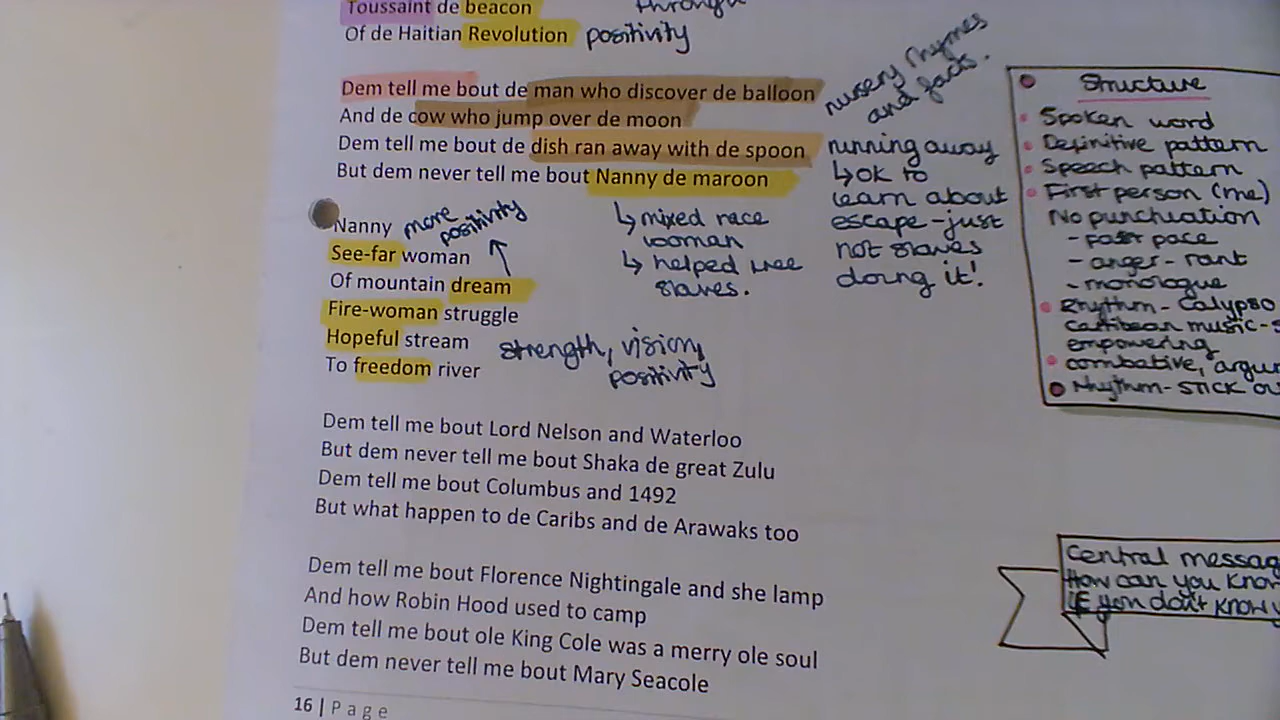 Toussaint de beacon
through
Of de Haitian Revolution
positivity
Dem tell me bout de man who discover de balloon
And de cow who jump over de moon
Dem tell me bout de dish ran away with de spoon
But dem never tell me bout Nanny de maroon
nursery rhymes
and facts.
running away
↳ ok to
learn about
escape - just
not slaves
doing it!
↳ mixed race
woman
↳ helped free
slaves.
Nanny
more
positivity
See-far woman
Of mountain dream
Fire-woman struggle
Hopeful stream
To freedom river
strength, vision,
positivity
Dem tell me bout Lord Nelson and Waterloo
But dem never tell me bout Shaka de great Zulu
Dem tell me bout Columbus and 1492
But what happen to de Caribs and de Arawaks too
Dem tell me bout Florence Nightingale and she lamp
And how Robin Hood used to camp
Dem tell me bout ole King Cole was a merry ole soul
But dem never tell me bout Mary Seacole
16 | Page
Structure
Spoken word
Definitive pattern
Speech pattern
First person (me)
No punctuation
- fast pace
- anger - rant
- monologue
Rhythm - Calypso
music -
empowering
combative,
Rhythm - STICK
Central
How can you
If you don't know